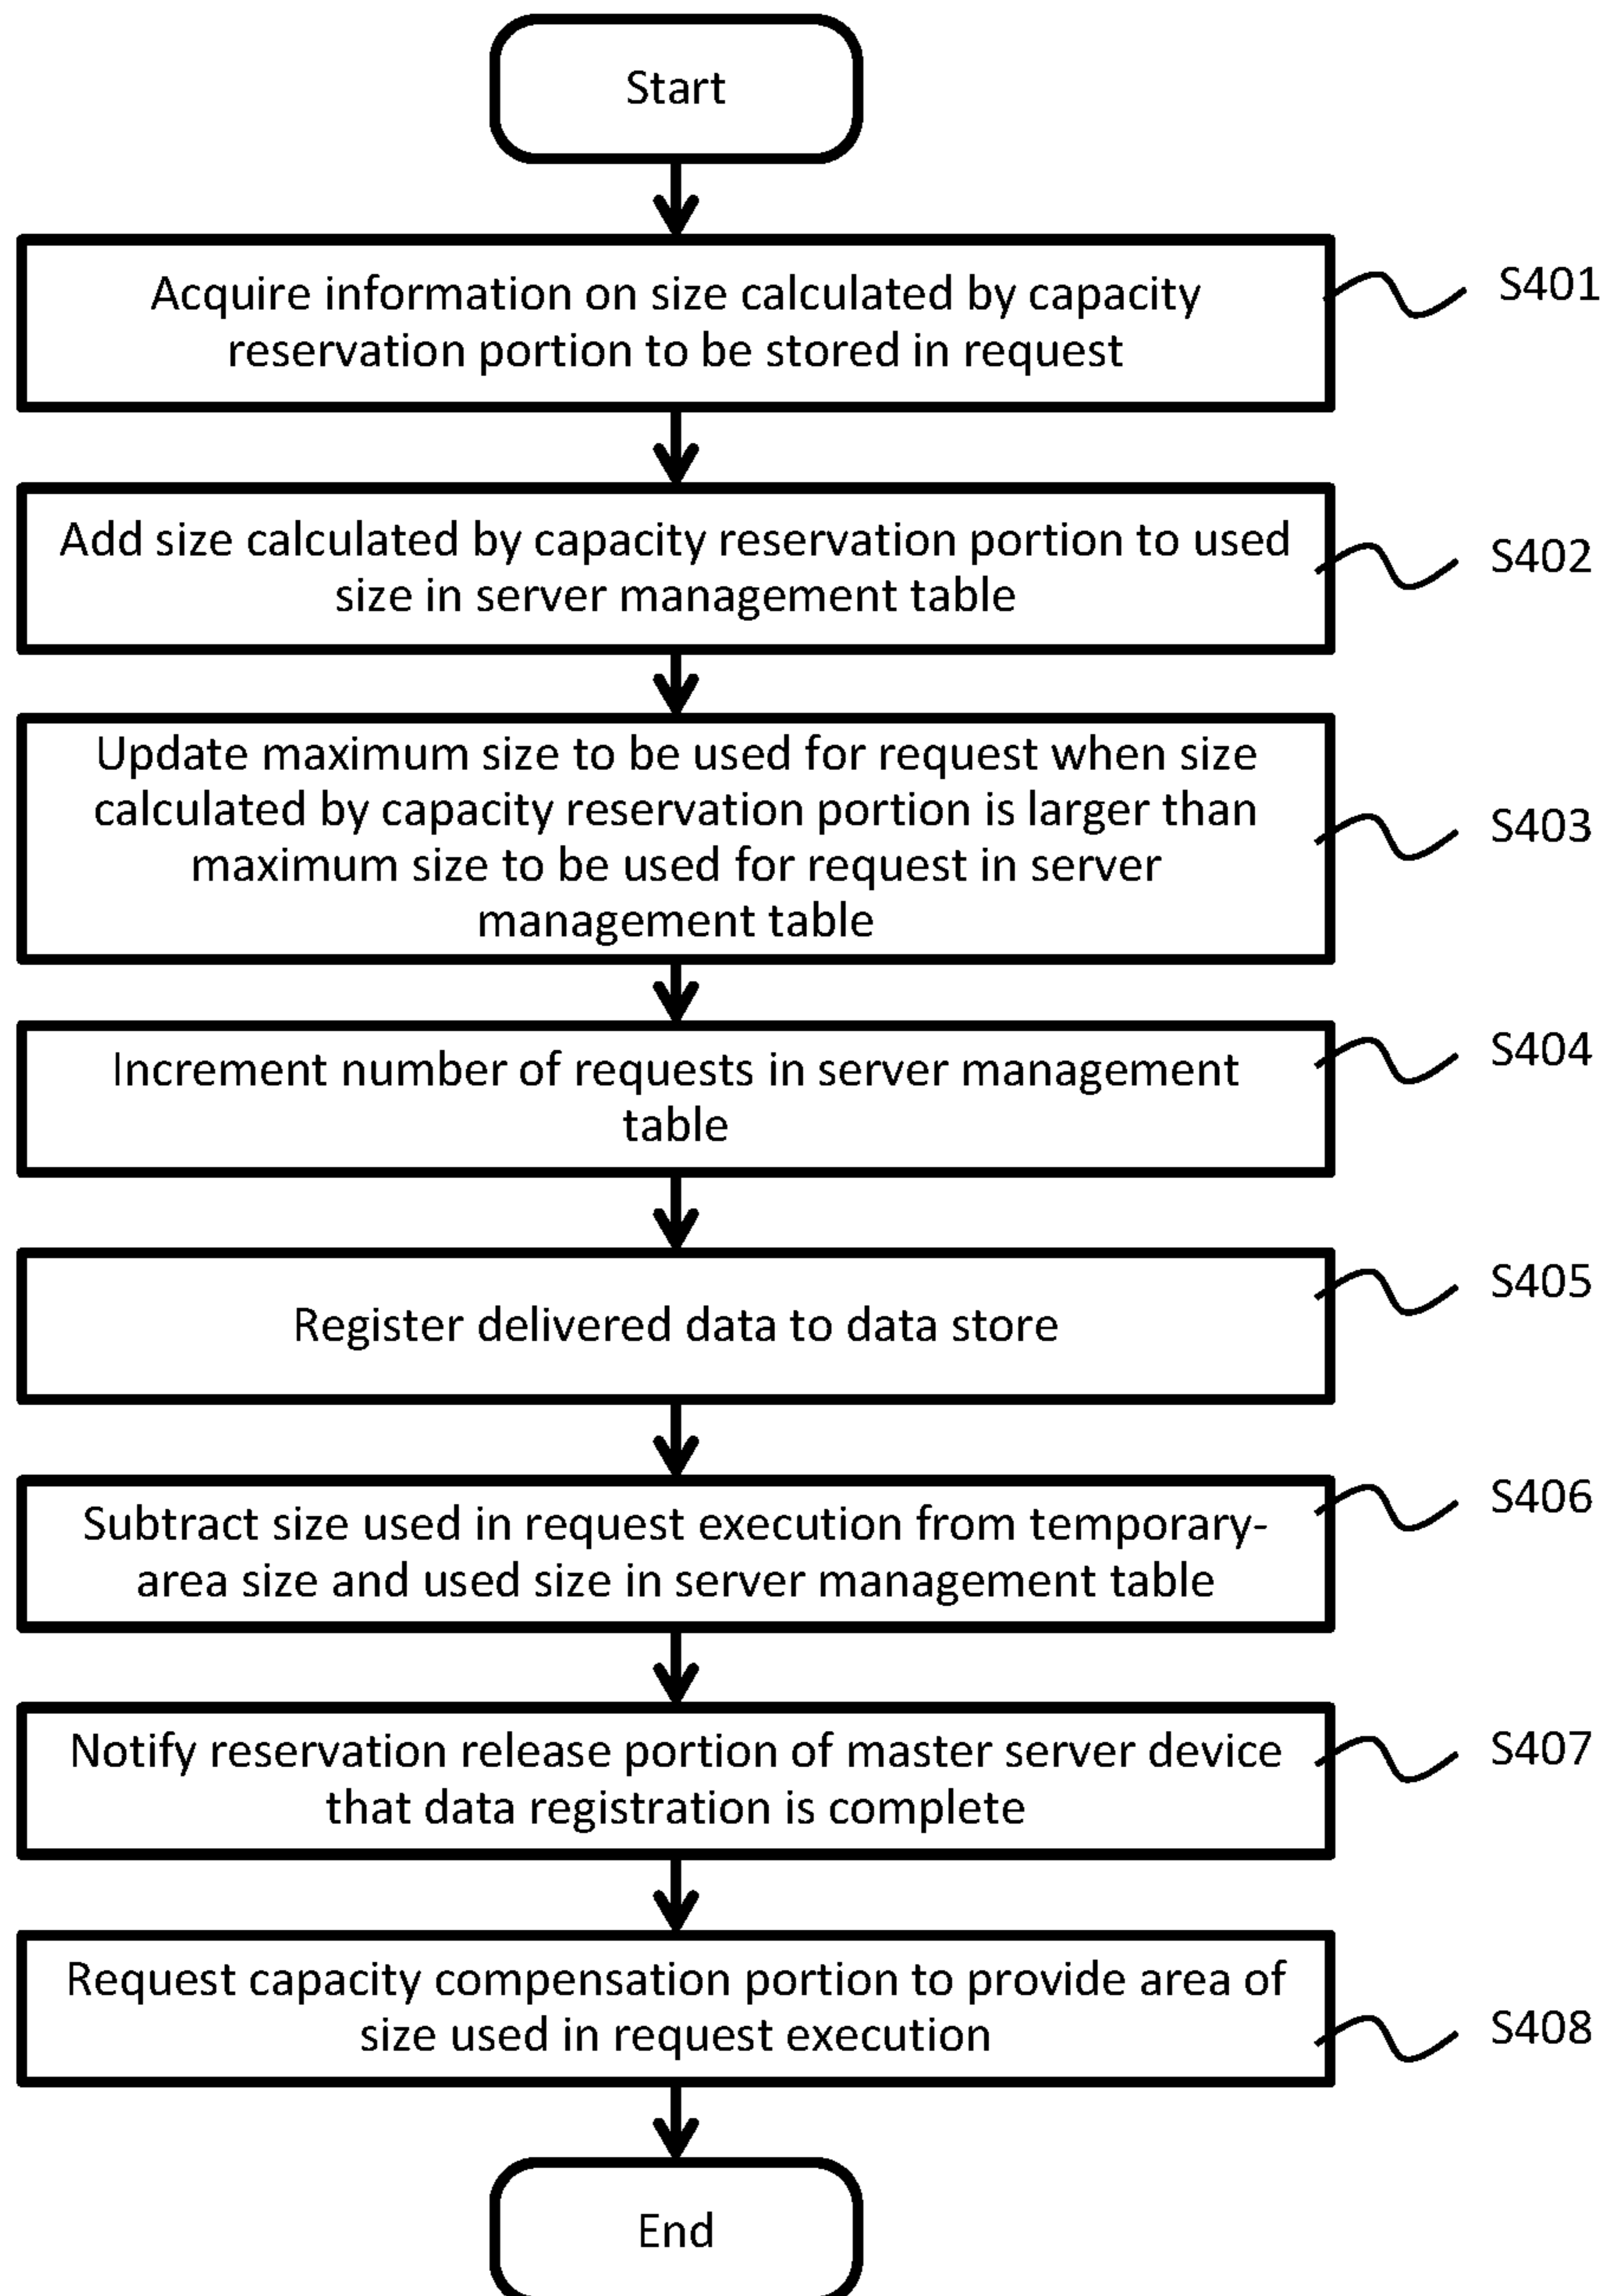 Start
Acquire information on size calculated by capacity
reservation portion to be stored in request
S401
Add size calculated by capacity reservation portion to used
size in server management table
S402
Update maximum size to be used for request when size
calculated by capacity reservation portion is larger than
maximum size to be used for request in server
management table
S403
Increment number of requests in server management
table
S404
Register delivered data to data store
S405
Subtract size used in request execution from temporary-
area size and used size in server management table
S406
Notify reservation release portion of master server device
that data registration is complete
S407
Request capacity compensation portion to provide area of
size used in request execution
S408
End